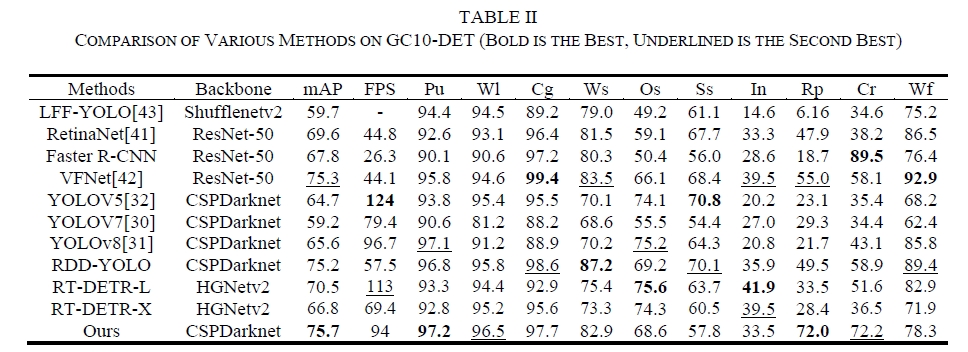 TABLE II
COMPARISON OF VARIOUS METHODS ON GC10-DET (BOLD IS THE BEST, UNDERLINED IS THE SECOND BEST)
Methods Backbone mAP FPS Pu Wl Cg Ws Os Ss In Rp Cr Wf
LFF-YOLO[43] Shufflenetv2 59.7 - 94.4 94.5 89.2 79.0 49.2 61.1 14.6 6.16 34.6 75.2
RetinaNet[41] ResNet-50 69.6 44.8 92.6 93.1 96.4 81.5 59.1 67.7 33.3 47.9 38.2 86.5
Faster R-CNN ResNet-50 67.8 26.3 90.1 90.6 97.2 80.3 50.4 56.0 28.6 18.7 89.5 76.4
VFNet[42] ResNet-50 75.3 44.1 95.8 94.6 99.4 83.5 66.1 68.4 39.5 55.0 58.1 92.9
YOLOV5[32] CSPDarknet 64.7 124 93.8 95.4 95.5 70.1 74.1 70.8 20.2 23.1 35.4 68.2
YOLOV7[30] CSPDarknet 59.2 79.4 90.6 81.2 88.2 68.6 55.5 54.4 27.0 29.3 34.4 62.4
YOLOv8[31] CSPDarknet 65.6 96.7 97.1 91.2 88.9 70.2 75.2 64.3 20.8 21.7 43.1 85.8
RDD-YOLO CSPDarknet 75.2 57.5 96.8 95.8 98.6 87.2 69.2 70.1 35.9 49.5 58.9 89.4
RT-DETR-L HGNetv2 70.5 113 93.3 94.4 92.9 75.4 75.6 63.7 41.9 33.5 51.6 82.9
RT-DETR-X HGNetv2 66.8 69.4 92.8 95.2 95.6 73.3 74.3 60.5 39.5 28.4 36.5 71.9
Ours CSPDarknet 75.7 94 97.2 96.5 97.7 82.9 68.6 57.8 33.5 72.0 72.2 78.3